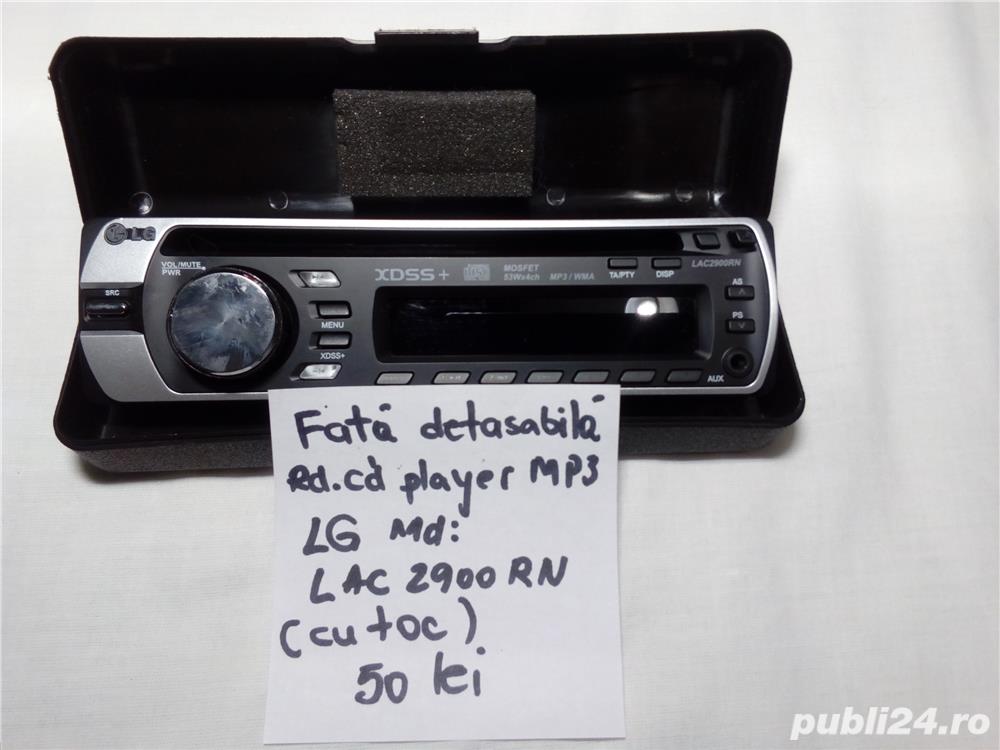 LG
VOL/MUTE
PWR
SRC
MENU
XDSS+
XDSS+
MOSFET
53Wx4ch
MP3 / WMA
TA/PTY
DISP
LAC2900RN
AS
PS
AUX
Fată detasabilă
Rd.cd player MP3
LG Md:
LAC 2900 RN
(cu toc)
50 lei
publi24.ro